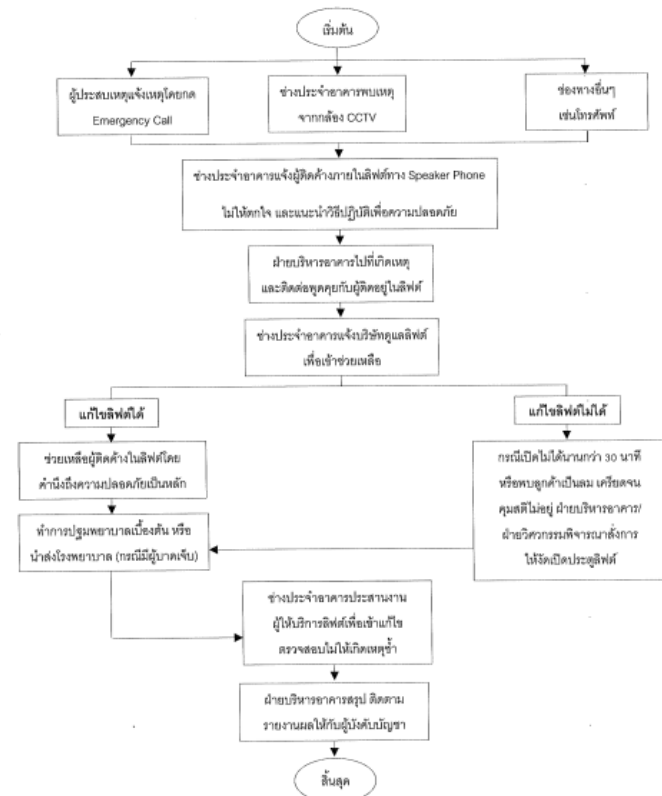 เริ่มต้น
ผู้ประสบเหตุแจ้งเหตุโดยกด
Emergency Call
ช่างประจำอาคารพบเหตุ
จากกล้อง CCTV
ช่องทางอื่นๆ
เช่นโทรศัพท์
ช่างประจำอาคารแจ้งผู้ติดค้างภายในลิฟต์ทาง Speaker Phone
ไม่ให้ตกใจ และแนะนำวิธีปฏิบัติเพื่อความปลอดภัย
ฝ่ายบริหารอาคารไปที่เกิดเหตุ
และติดต่อพูดคุยกับผู้ติดอยู่ในลิฟต์
ช่างประจำอาคารแจ้งบริษัทดูแลลิฟต์
เพื่อเข้าช่วยเหลือ
แก้ไขลิฟต์ได้
แก้ไขลิฟต์ไม่ได้
ช่วยเหลือผู้ติดค้างในลิฟต์โดย
คำนึงถึงความปลอดภัยเป็นหลัก
กรณีเปิดไม่ได้นานกว่า 30 นาที
หรือพบลูกค้าเป็นลม เครียดจน
คุมสติไม่อยู่ ฝ่ายบริหารอาคาร/
ฝ่ายวิศวกรรมพิจารณาสั่งการ
ให้งัดเปิดประตูลิฟต์
ทำการปฐมพยาบาลเบื้องต้น หรือ
นำส่งโรงพยาบาล (กรณีมีผู้บาดเจ็บ)
ช่างประจำอาคารประสานงาน
ผู้ให้บริการลิฟต์เพื่อเข้าแก้ไข
ตรวจสอบไม่ให้เกิดเหตุซ้ำ
ฝ่ายบริหารอาคารสรุป ติดตาม
รายงานผลให้กับผู้บังคับบัญชา
สิ้นสุด